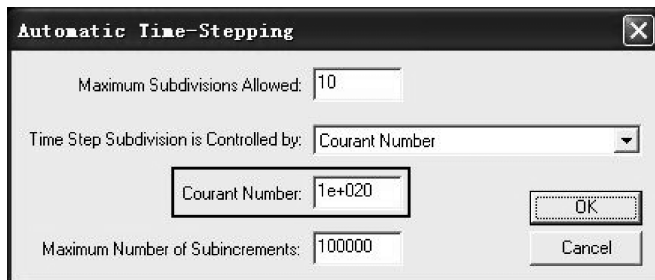 Automatic Time-Stepping
Maximum Subdivisions Allowed: 10
Time Step Subdivision is Controlled by: Courant Number
Courant Number: 1e+020
OK
Maximum Number of Subincrements: 100000
Cancel